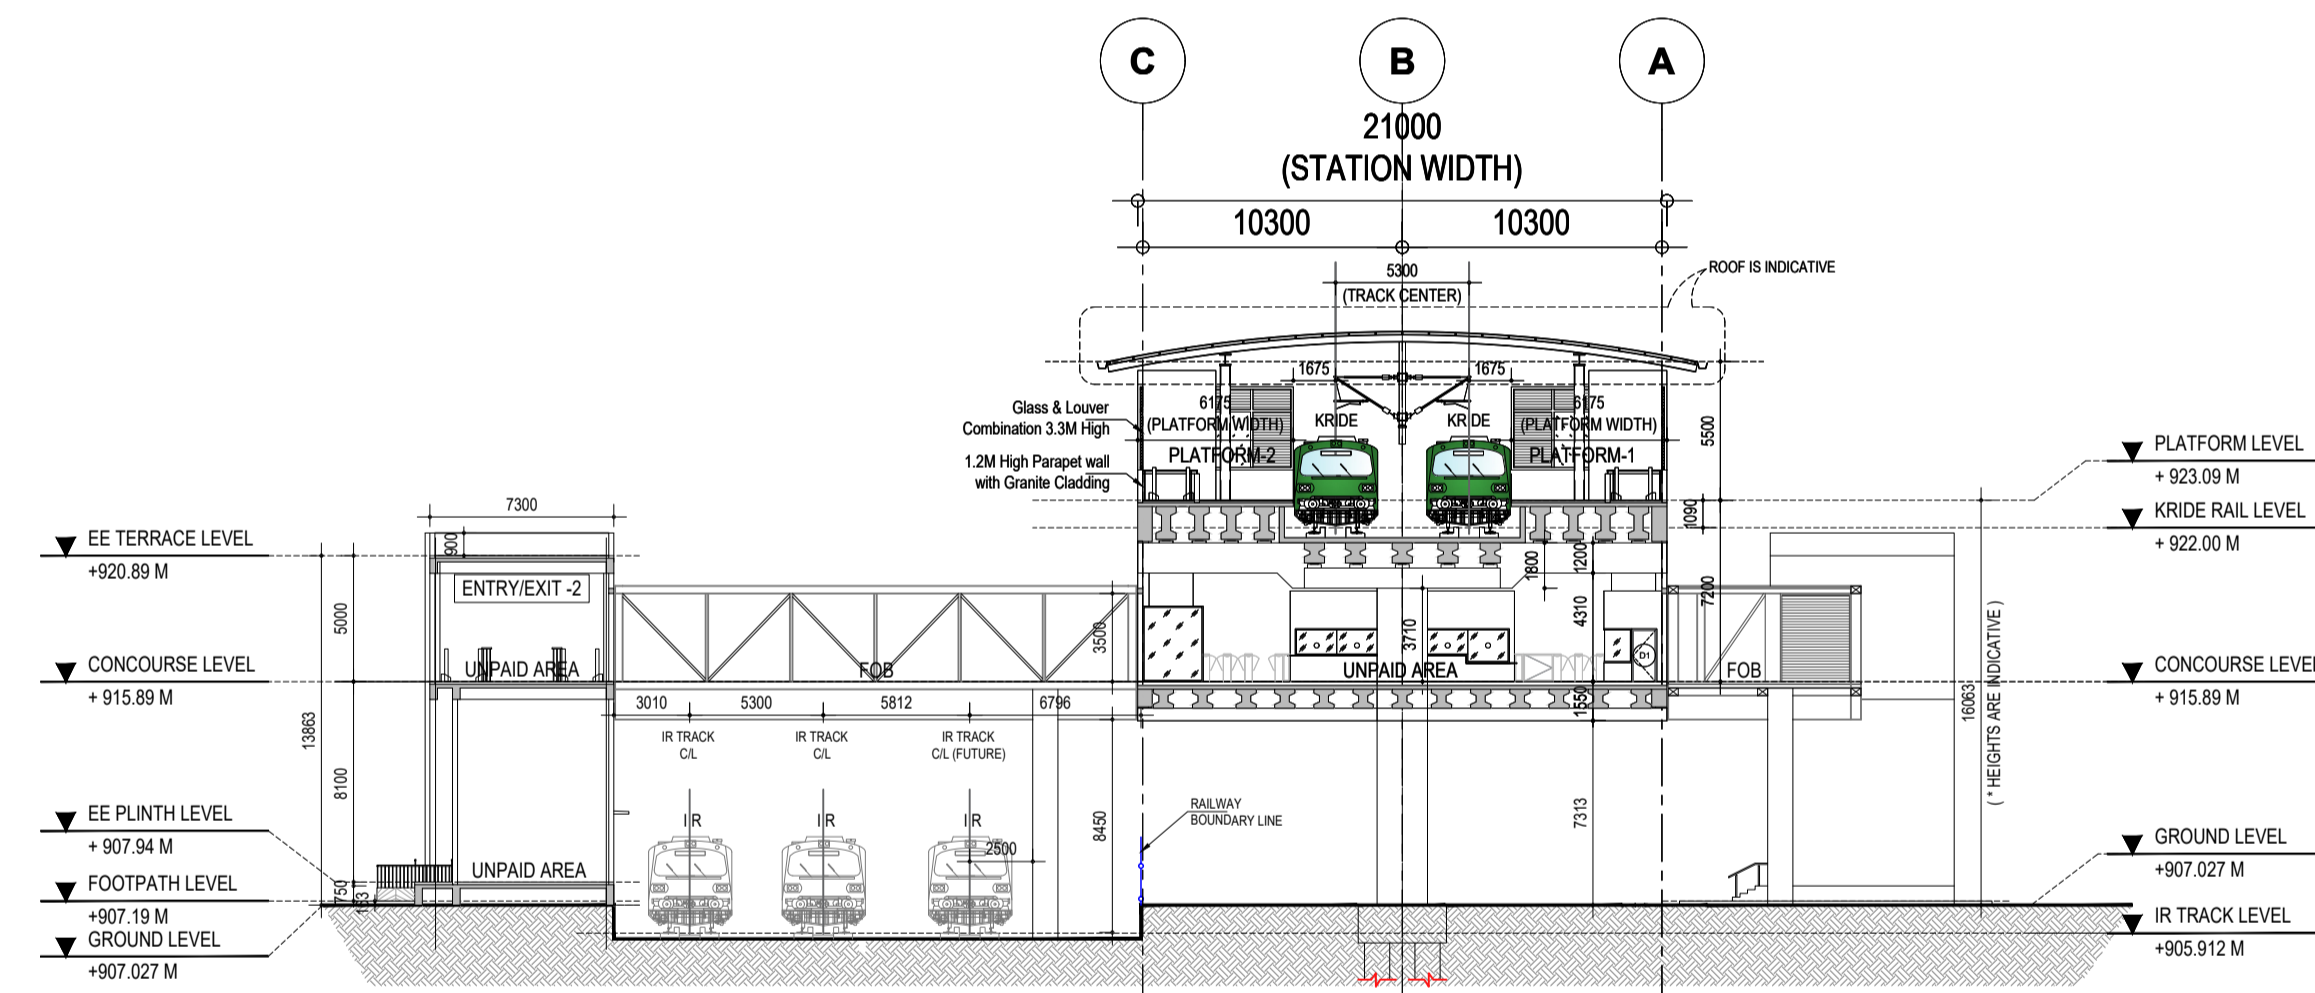 C
B
A
21000
(STATION WIDTH)
10300
10300
5300
(TRACK CENTER)
ROOF IS INDICATIVE
1675
1675
6175
(PLATFORM WIDTH)
PLATFORM-2
KRIDE
KRIDE
6175
(PLATFORM WIDTH)
PLATFORM-1
Glass & Louver
Combination 3.3M High
1.2M High Parapet wall
with Granite Cladding
5500
1090
PLATFORM LEVEL
+ 923.09 M
KRIDE RAIL LEVEL
+ 922.00 M
7300
900
EE TERRACE LEVEL
+920.89 M
ENTRY/EXIT -2
5000
UNPAID AREA
CONCOURSE LEVEL
+ 915.89 M
FOB
3500
1800
1200
4310
3710
7200
UNPAID AREA
D1
FOB
CONCOURSE LEVEL
+ 915.89 M
1550
3010
5300
5812
6796
IR TRACK
C/L
IR TRACK
C/L
IR TRACK
C/L (FUTURE)
13863
8100
16063
( * HEIGHTS ARE INDICATIVE )
IR
IR
IR
2500
8450
RAILWAY
BOUNDARY LINE
7313
EE PLINTH LEVEL
+ 907.94 M
UNPAID AREA
FOOTPATH LEVEL
+907.19 M
750
163
GROUND LEVEL
+907.027 M
GROUND LEVEL
+907.027 M
IR TRACK LEVEL
+905.912 M